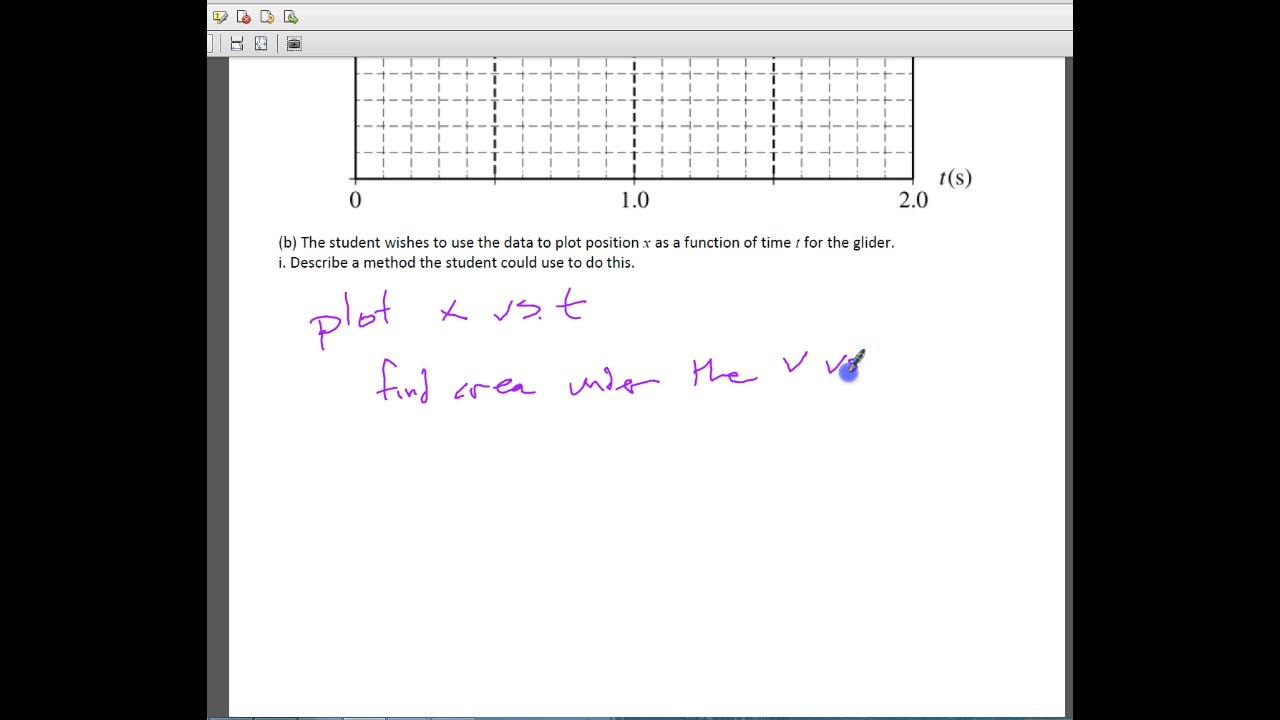 t(s)
0 1.0 2.0
(b) The student wishes to use the data to plot position x as a function of time t for the glider.
i. Describe a method the student could use to do this.
plot x vs. t
find area under the v vs